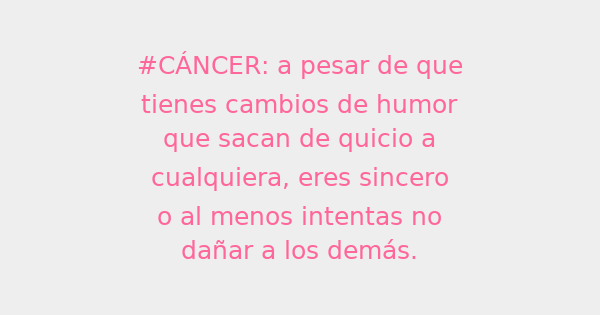 #CÁNCER: a pesar de que
tienes cambios de humor
que sacan de quicio a
cualquiera, eres sincero
o al menos intentas no
dañar a los demás.